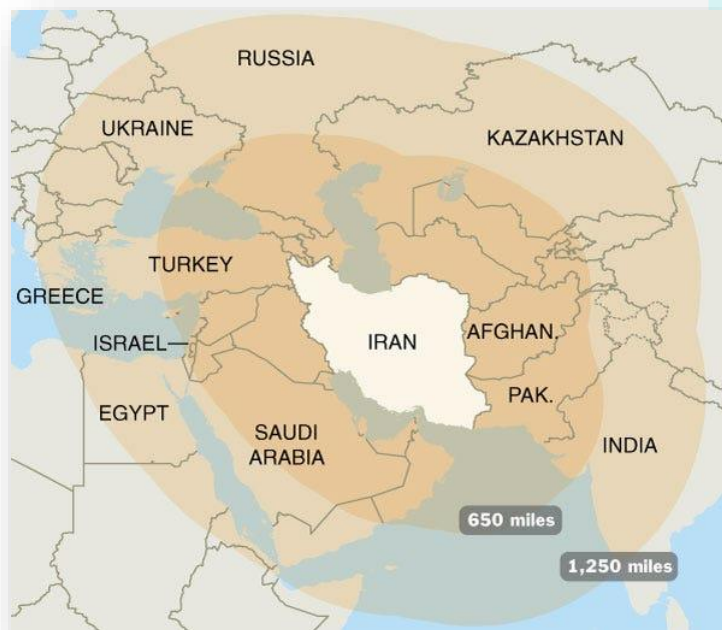 RUSSIA
UKRAINE
KAZAKHSTAN
TURKEY
GREECE
ISRAEL
IRAN
AFGHAN.
PAK.
EGYPT
SAUDI
ARABIA
INDIA
650 miles
1,250 miles